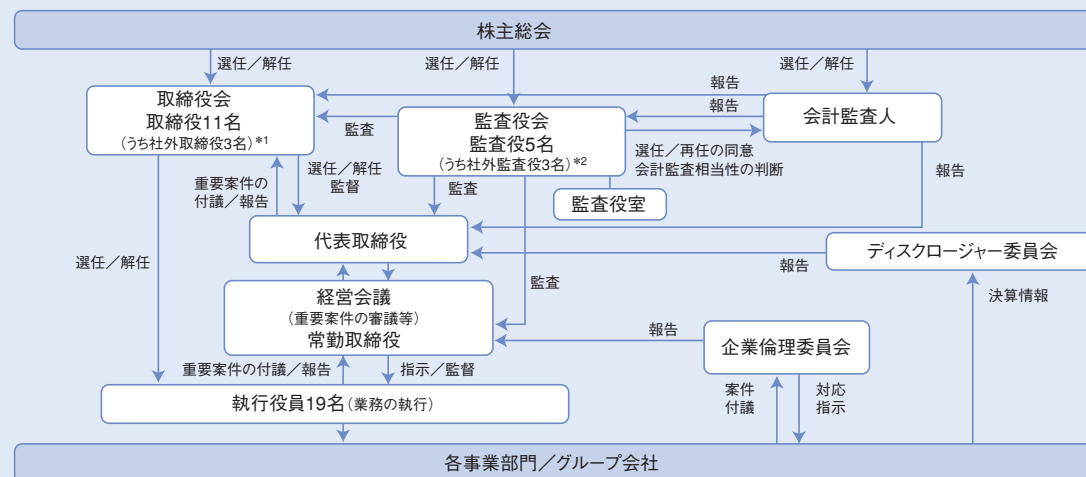 株主総会
選任／解任
選任／解任
選任／解任
取締役会
取締役11名
（うち社外取締役3名）*1
報告
報告
会計監査人
監査
監査役会
監査役5名
（うち社外監査役3名）*2
選任／再任の同意
会計監査相当性の判断
重要案件の
付議／報告
選任／解任
監督
監査
監査役室
報告
代表取締役
選任／解任
ディスクロージャー委員会
報告
監査
決算情報
経営会議
（重要案件の審議等）
常勤取締役
報告
企業倫理委員会
重要案件の付議／報告
指示／監督
案件
付議
対応
指示
執行役員19名（業務の執行）
各事業部門／グループ会社